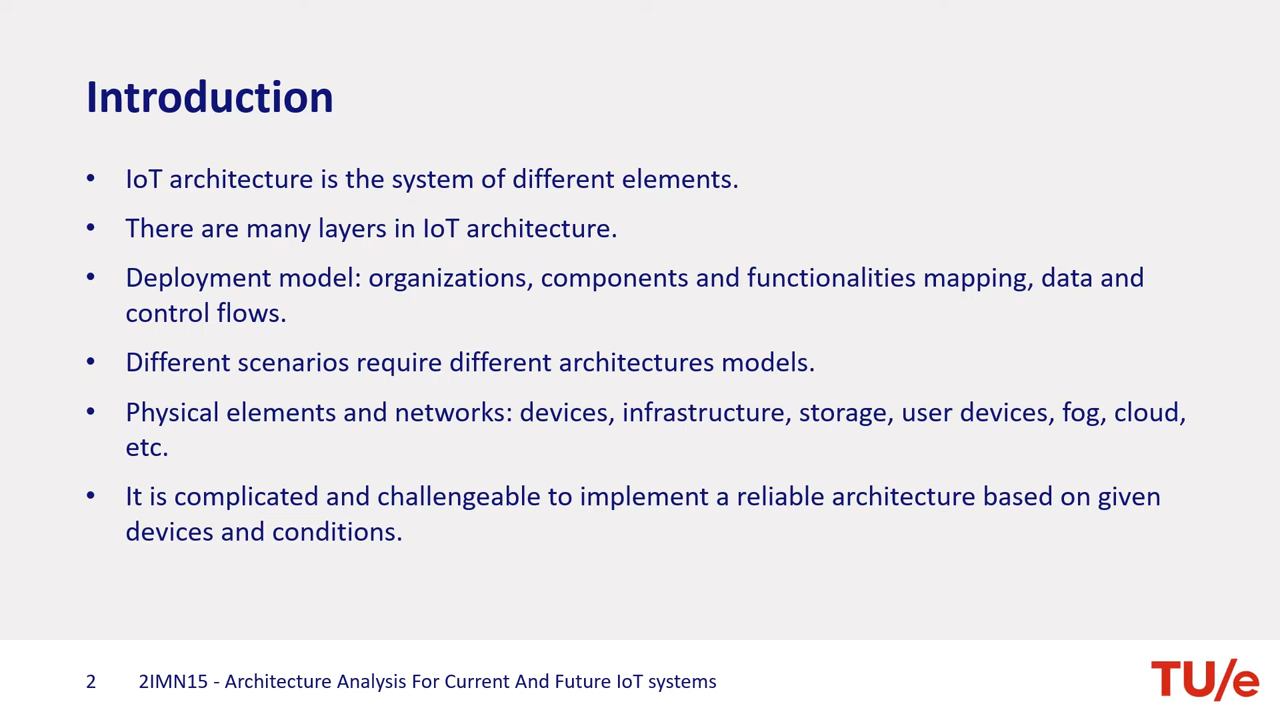 Introduction
• IoT architecture is the system of different elements.
• There are many layers in IoT architecture.
• Deployment model: organizations, components and functionalities mapping, data and
control flows.
• Different scenarios require different architectures models.
• Physical elements and networks: devices, infrastructure, storage, user devices, fog, cloud,
etc.
• It is complicated and challengeable to implement a reliable architecture based on given
devices and conditions.
2 2IMN15 - Architecture Analysis For Current And Future IoT systems
TU/e